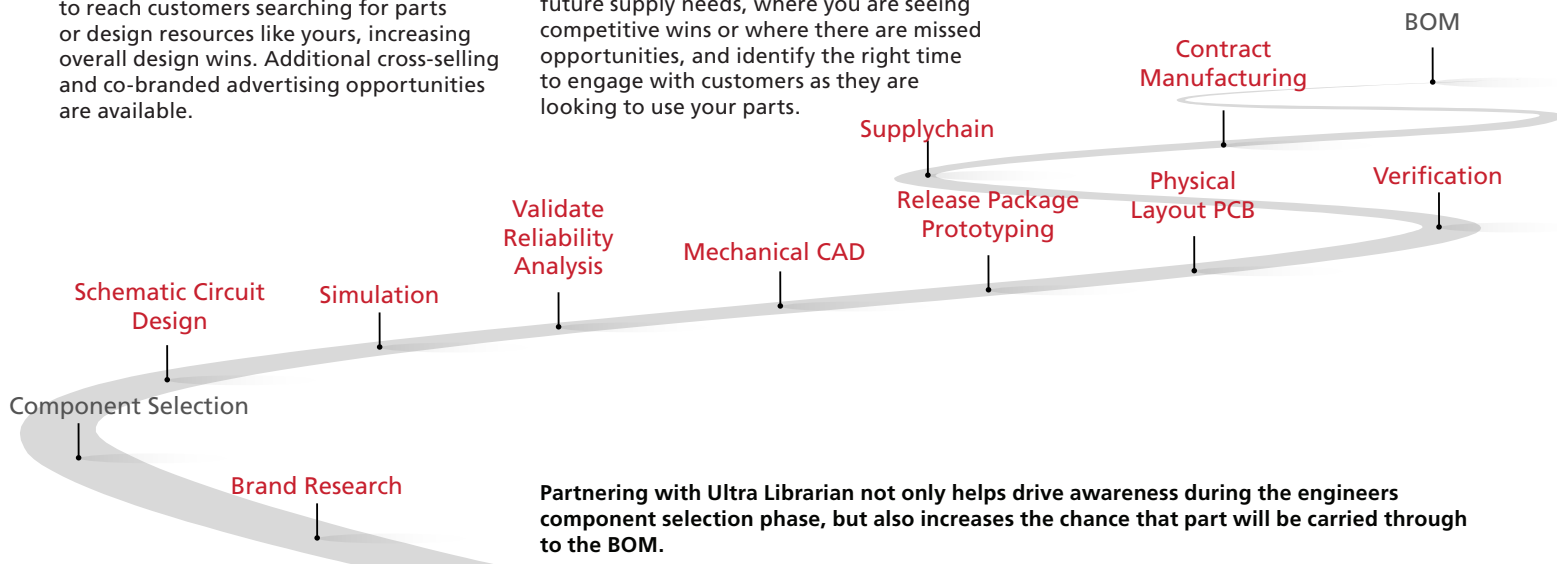 to reach customers searching for parts
or design resources like yours, increasing
overall design wins. Additional cross-selling
and co-branded advertising opportunities
are available.
future supply needs, where you are seeing
competitive wins or where there are missed
opportunities, and identify the right time
to engage with customers as they are
looking to use your parts.
BOM
Contract
Manufacturing
Supplychain
Verification
Physical
Layout PCB
Release Package
Prototyping
Mechanical CAD
Validate
Reliability
Analysis
Simulation
Schematic Circuit
Design
Component Selection
Brand Research
Partnering with Ultra Librarian not only helps drive awareness during the engineers
component selection phase, but also increases the chance that part will be carried through
to the BOM.